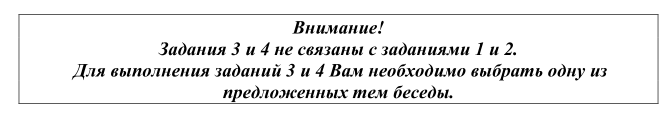 Внимание!
Задания 3 и 4 не связаны с заданиями 1 и 2.
Для выполнения заданий 3 и 4 Вам необходимо выбрать одну из
предложенных тем беседы.